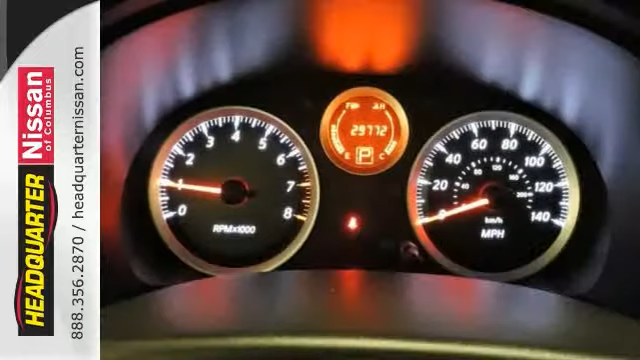 HEADQUARTER
Nissan
of Columbus
888.356.2870 / headquarternissan.com
0 1 2 3 4 5 6 7 8
RPMx1000
29772
E P C
0 20 40 60 80 100 120 140
km/h
MPH